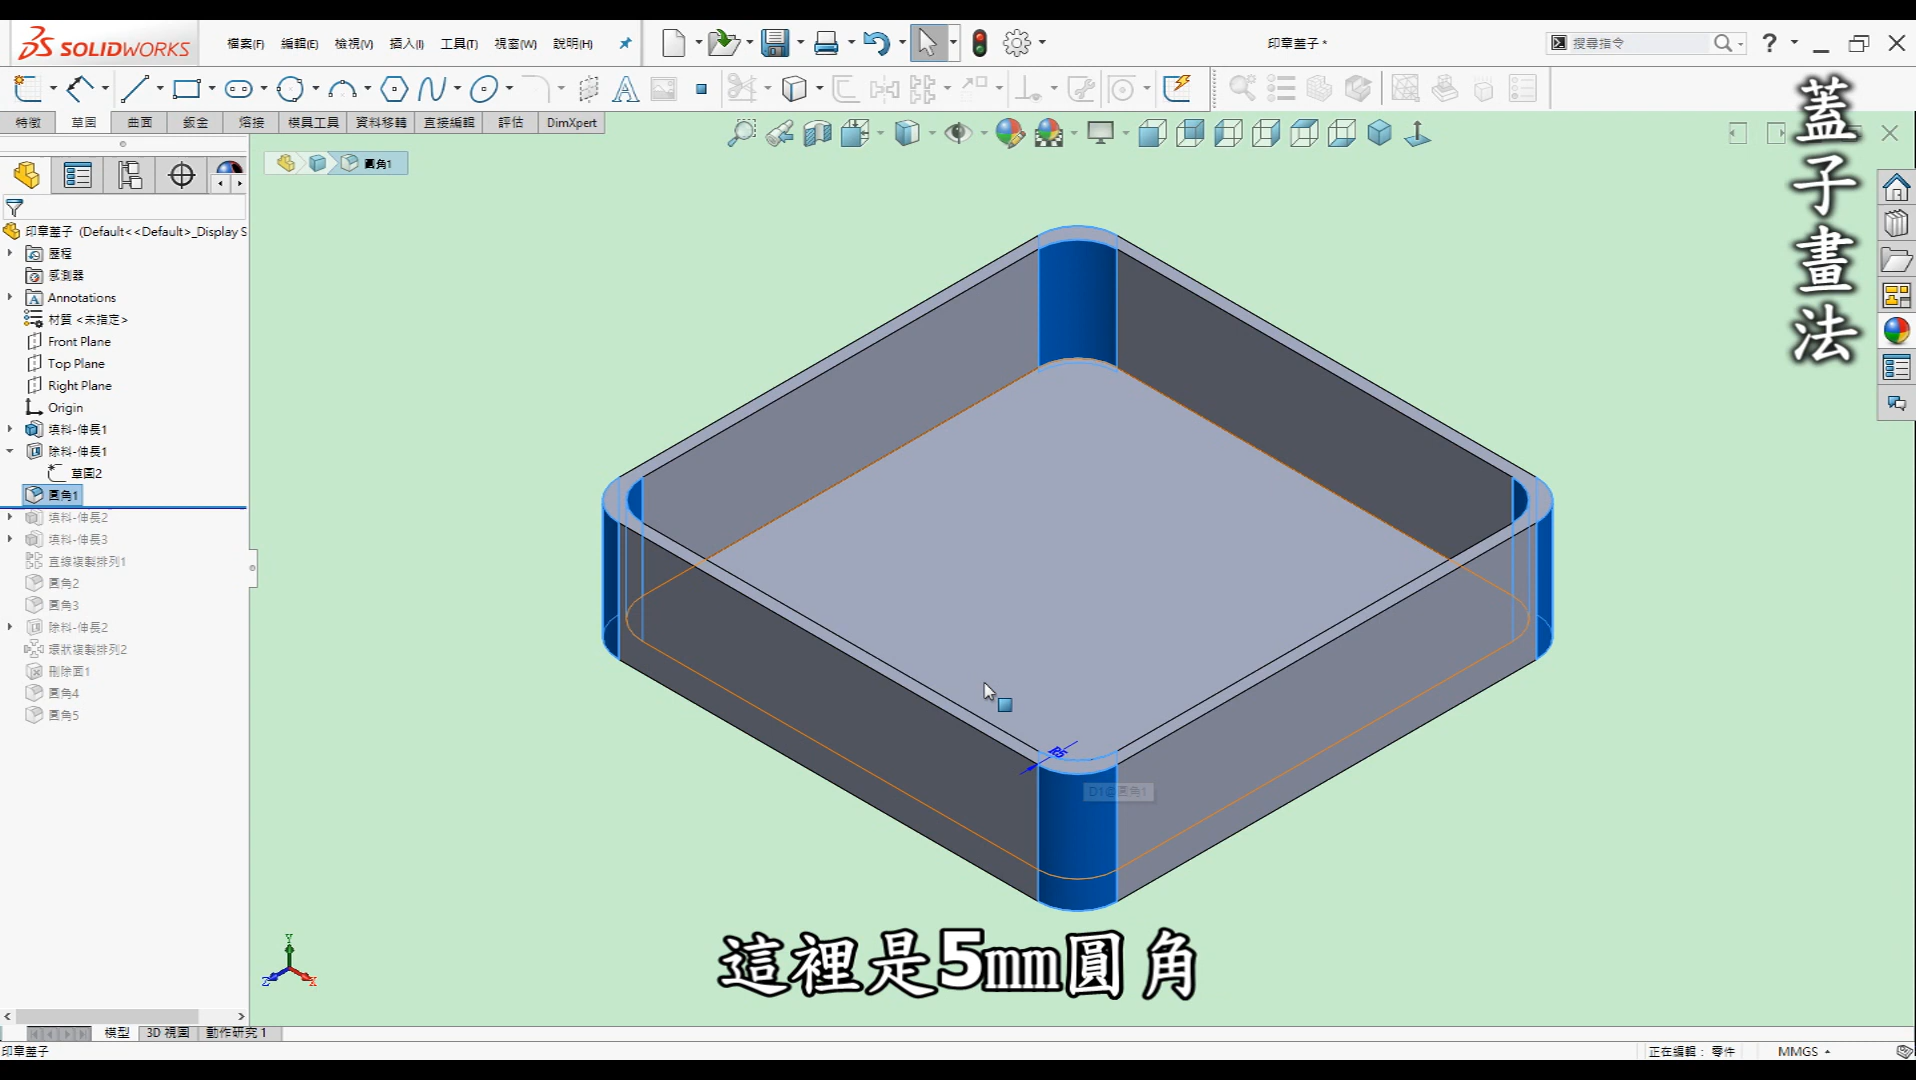 SOLIDWORKS
檔案(F) 編輯(E) 檢視(V) 插入(I) 工具(T) 視窗(W) 說明(H)
印章蓋子 *
搜尋指令
特徵 草圖 曲面 鈑金 熔接 模具工具 資料移轉 直接編輯 評估 DimXpert
蓋子畫法
圓角1
印章蓋子 (Default<<Default>_Display S
歷程
感測器
Annotations
材質 <未指定>
Front Plane
Top Plane
Right Plane
Origin
填料-伸長1
除料-伸長1
草圖2
圓角1
填料-伸長2
填料-伸長3
直線複製排列1
圓角2
圓角3
除料-伸長2
環狀複製排列2
刪除面1
圓角4
圓角5
R5
D1@圓角1
Y
Z
X
這裡是5mm圓角
模型 3D 視圖 動作研究 1
印章蓋子
正在編輯： 零件
MMGS